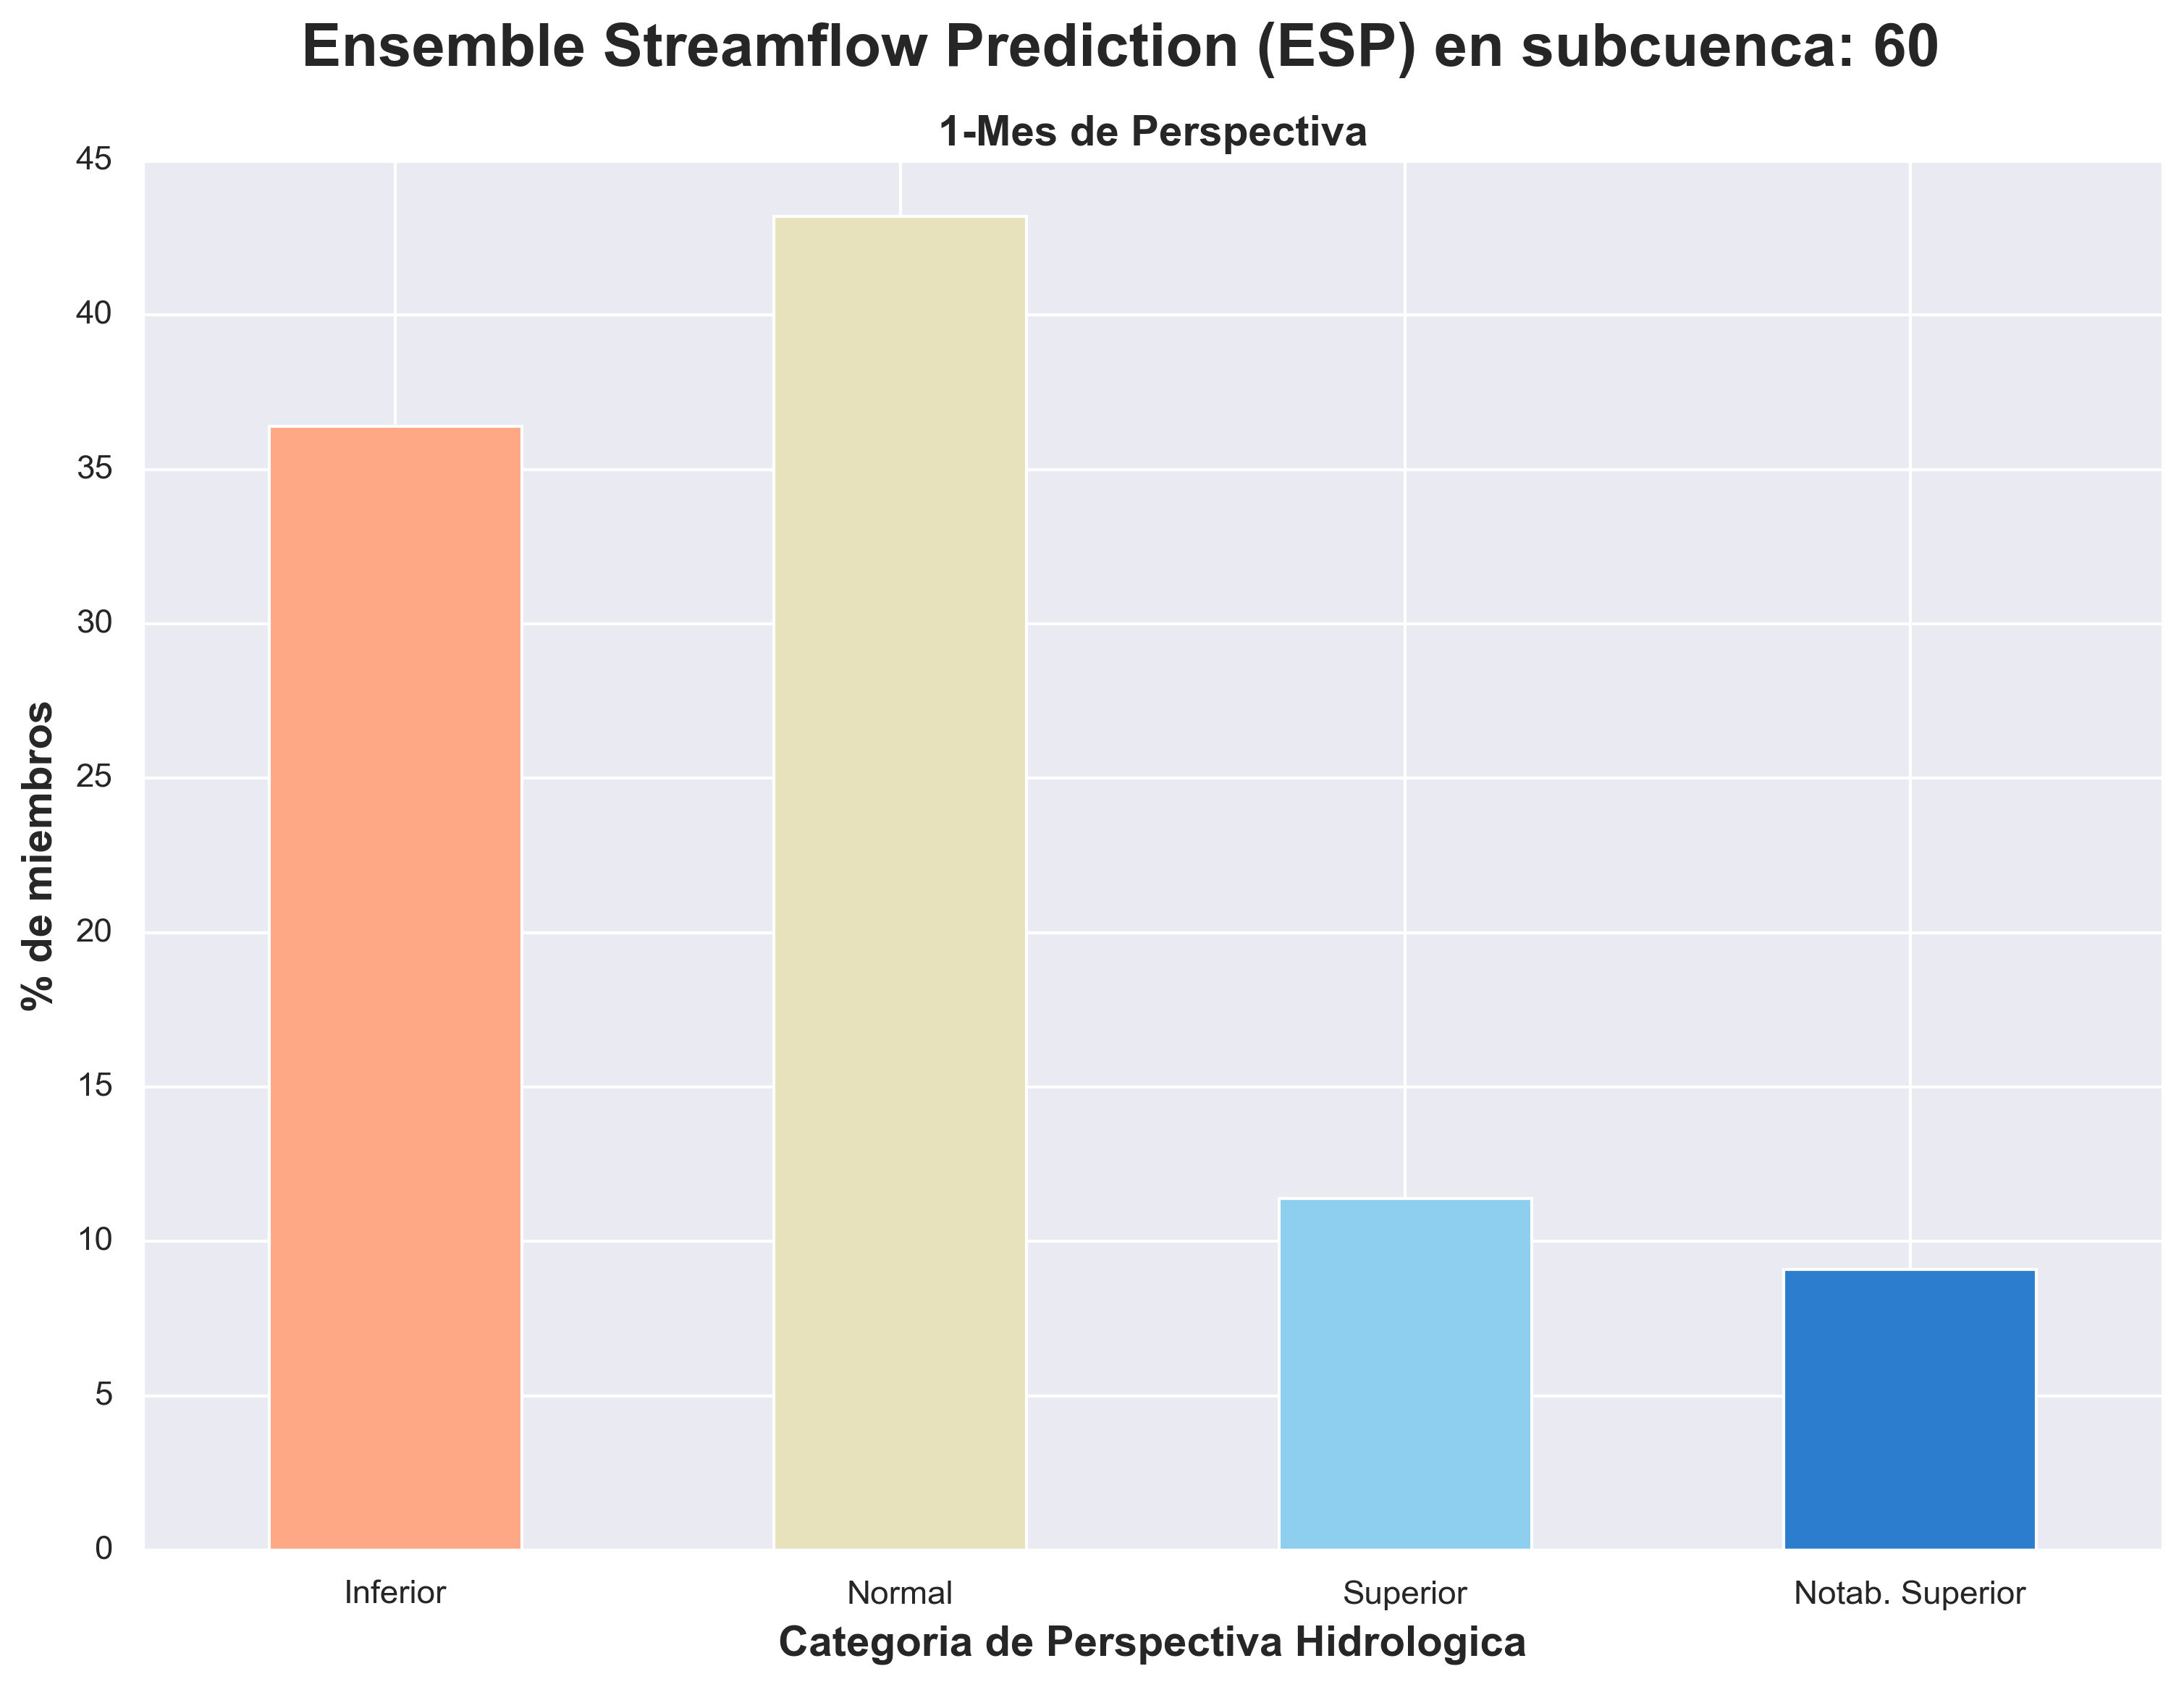 Ensemble Streamflow Prediction (ESP) en subcuenca: 60
1-Mes de Perspectiva
% de miembros
45
40
35
30
25
20
15
10
5
0
Inferior Normal Superior Notab. Superior
Categoria de Perspectiva Hidrologica